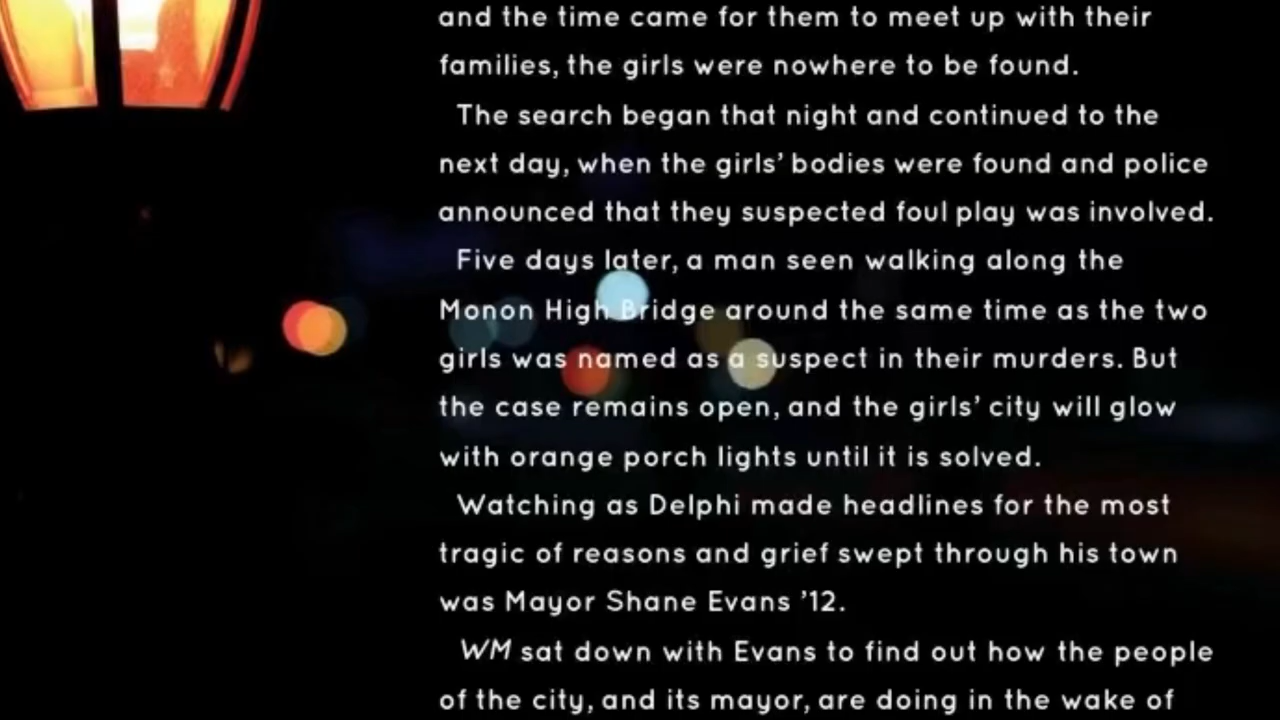 and the time came for them to meet up with their
families, the girls were nowhere to be found.
The search began that night and continued to the
next day, when the girls’ bodies were found and police
announced that they suspected foul play was involved.
Five days later, a man seen walking along the
Monon High Bridge around the same time as the two
girls was named as a suspect in their murders. But
the case remains open, and the girls’ city will glow
with orange porch lights until it is solved.
Watching as Delphi made headlines for the most
tragic of reasons and grief swept through his town
was Mayor Shane Evans ’12.
WM sat down with Evans to find out how the people
of the city, and its mayor, are doing in the wake of